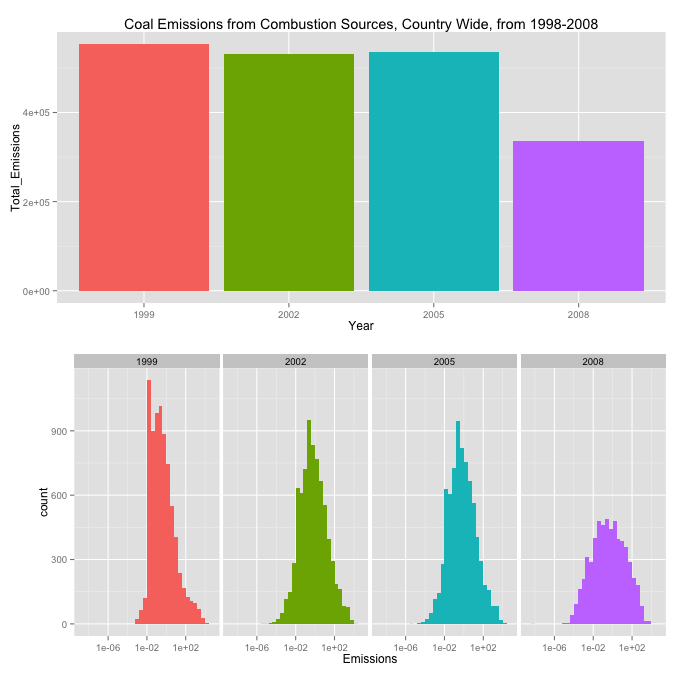 Coal Emissions from Combustion Sources, Country Wide, from 1998-2008
Total_Emissions
4e+05
2e+05
0e+00
1999 2002 2005 2008
Year
1999 2002 2005 2008
count
900
600
300
0
1e-06 1e-02 1e+02 1e-06 1e-02 1e+02 1e-06 1e-02 1e+02 1e-06 1e-02 1e+02
Emissions